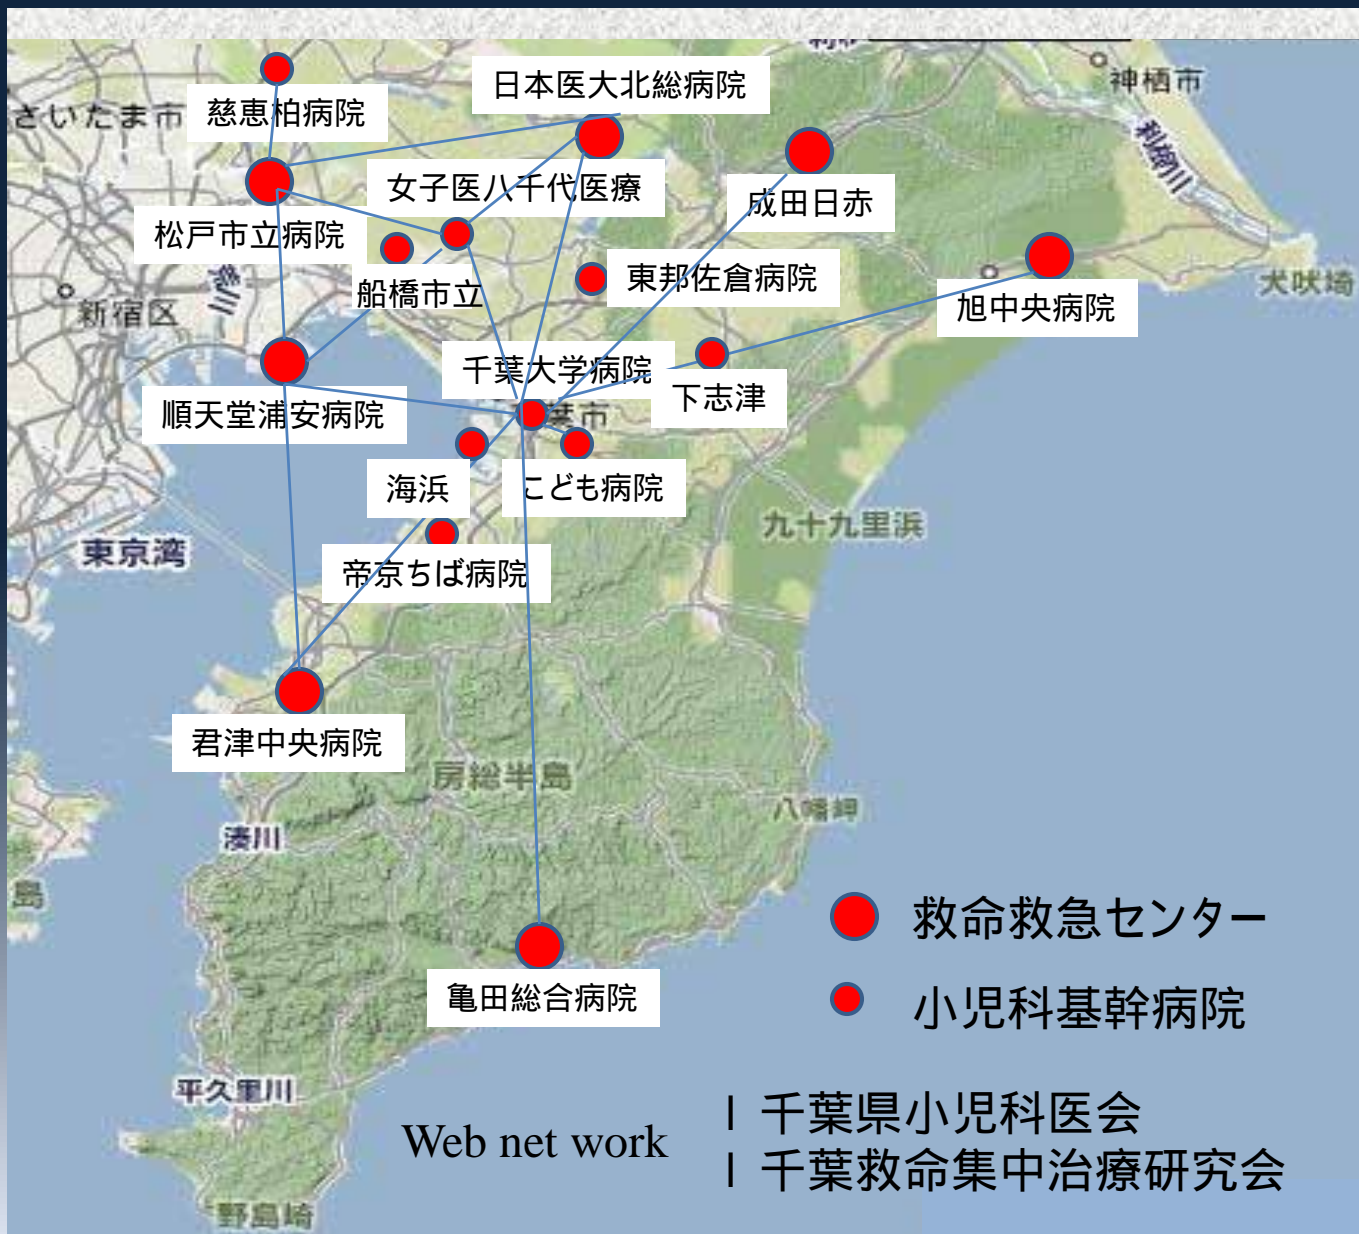 神栖市
日本医大北総病院
慈恵柏病院
さいたま市
利根川
女子医八千代医療
成田日赤
松戸市立病院
東邦佐倉病院
犬吠埼
船橋市立
新宿区
旭中央病院
千葉大学病院
下志津
順天堂浦安病院
葉市
海浜
こども病院
九十九里浜
東京湾
帝京ちば病院
君津中央病院
房総半島
八幡岬
湊川
島
救命救急センター
亀田総合病院
小児科基幹病院
平久里川
千葉県小児科医会
Web net work
千葉救命集中治療研究会
野島崎